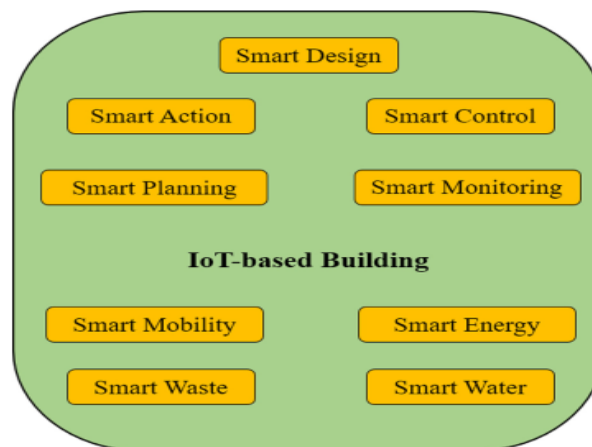 Smart Design
Smart Action
Smart Control
Smart Planning
Smart Monitoring
IoT-based Building
Smart Mobility
Smart Energy
Smart Waste
Smart Water